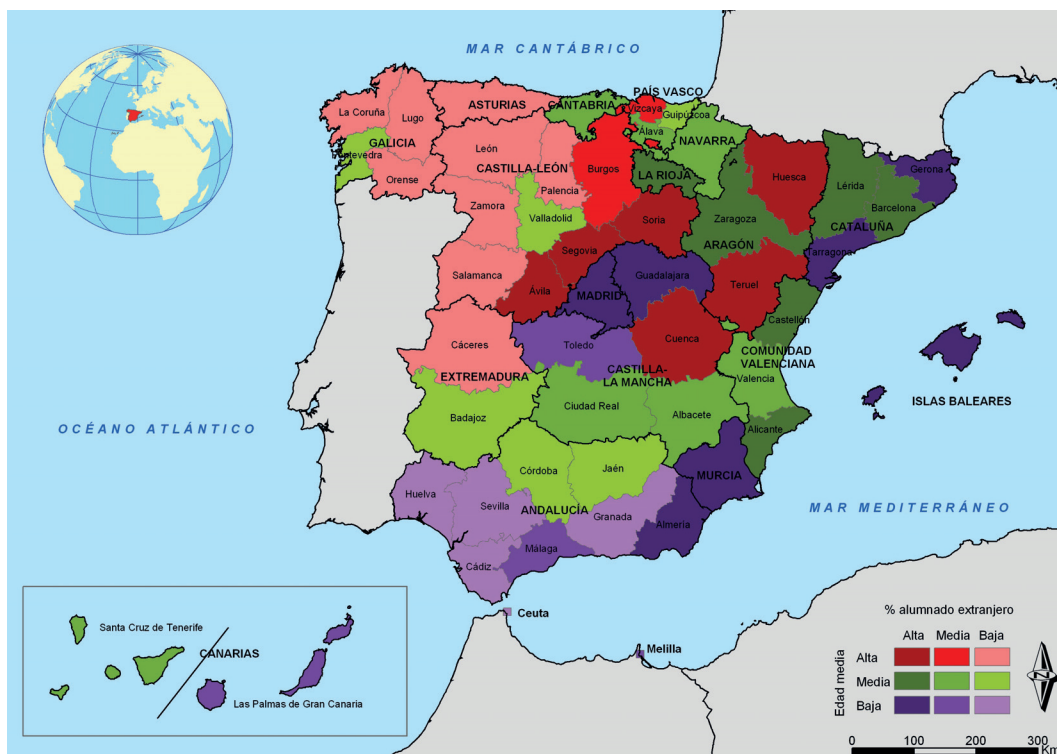 MAR CANTÁBRICO
PAÍS VASCO
ASTURIAS
CANTABRIA
Vizcaya
Guipúzcoa
La Coruña
Lugo
Álava
NAVARRA
GALICIA
León
Pontevedra
CASTILLA-LEÓN
Burgos
LA RIOJA
Huesca
Gerona
Lérida
Orense
Palencia
Barcelona
Zamora
Valladolid
Soria
Zaragoza
CATALUÑA
ARAGÓN
Segovia
Tarragona
Salamanca
Guadalajara
Ávila
MADRID
Teruel
Castellón
Cáceres
Toledo
Cuenca
COMUNIDAD
VALENCIANA
EXTREMADURA
CASTILLA-
LA MANCHA
Valencia
ISLAS BALEARES
Badajoz
Ciudad Real
Albacete
OCÉANO ATLÁNTICO
Alicante
Córdoba
Jaén
MURCIA
Huelva
Sevilla
ANDALUCÍA
Granada
Almería
MAR MEDITERRÁNEO
Málaga
Cádiz
Ceuta
Melilla
Santa Cruz de Tenerife
CANARIAS
Las Palmas de Gran Canaria
% alumnado extranjero
Alta Media Baja
Edad media
Alta
Media
Baja
N
0 100 200 300
Km